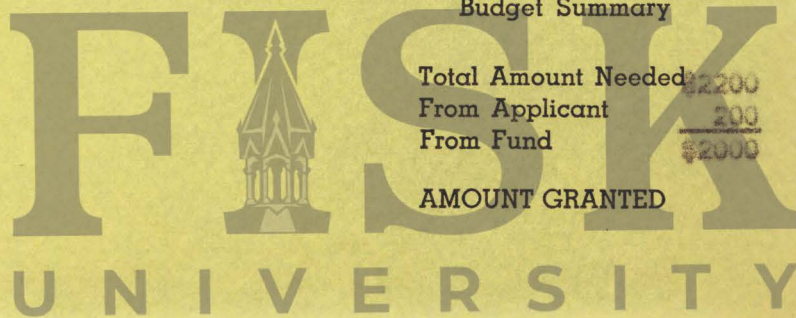 Budget Summary
Total Amount Needed $2200
From Applicant 200
From Fund $2000
AMOUNT GRANTED
FISK
UNIVERSITY